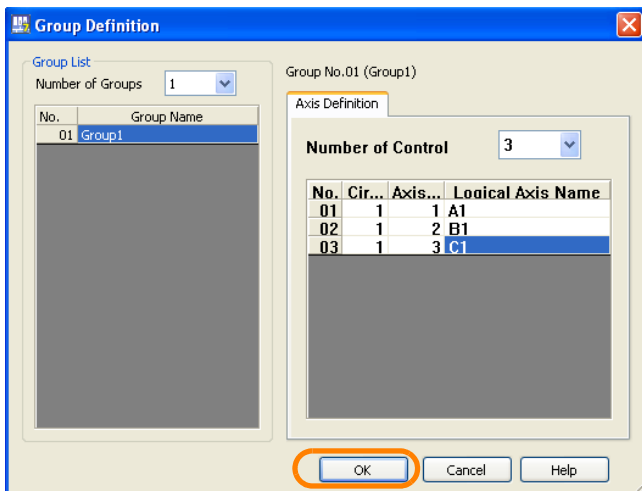 Group Definition
Group List
Number of Groups 1
No. Group Name
01 Group1
Group No.01 (Group1)
Axis Definition
Number of Control 3
No. Cir... Axis... Logical Axis Name
01 1 1 A1
02 1 2 B1
03 1 3 C1
OK Cancel Help